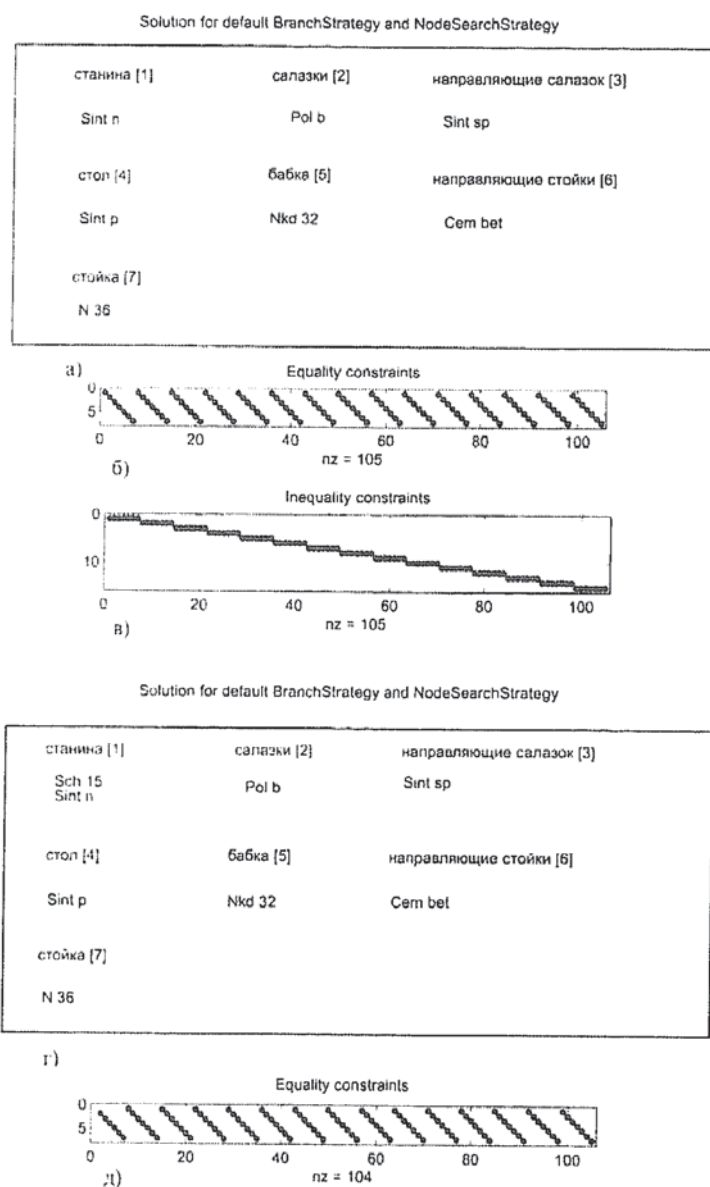 Solution for default BranchStrategy and NodeSearchStrategy
станина [1] салазки [2] направляющие салазок [3]
Sint n Pol b Sint sp
стол [4] бабка [5] направляющие стойки [6]
Sint p Nkd 32 Cem bet
стойка [7]
N 36
а)
Equality constraints
0
5
0 20 40 60 80 100
nz = 105
б)
Inequality constraints
0
10
0 20 40 60 80 100
nz = 105
в)
Solution for default BranchStrategy and NodeSearchStrategy
станина [1] салазки [2] направляющие салазок [3]
Sch 15
Sint n Pol b Sint sp
стол [4] бабка [5] направляющие стойки [6]
Sint p Nkd 32 Cem bet
стойка [7]
N 36
г)
Equality constraints
0
5
0 20 40 60 80 100
nz = 104
д)